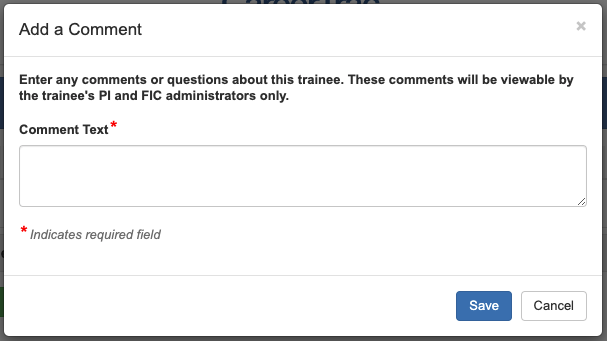 Add a Comment
×
Enter any comments or questions about this trainee. These comments will be viewable by
the trainee's PI and FIC administrators only.
Comment Text*
* Indicates required field
Save Cancel